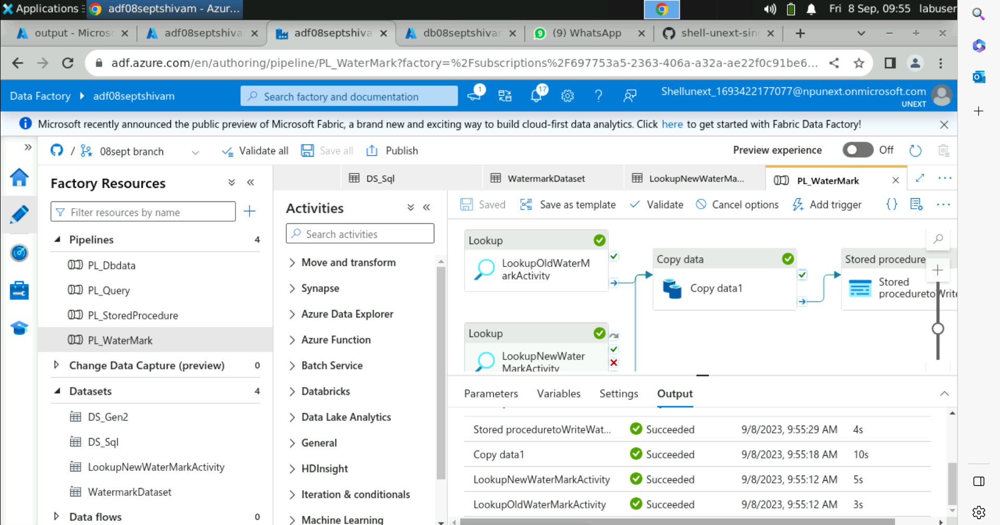 Applications
adf08septshivam - Azur...
Fri 8 Sep, 09:55 labuser
output - Micros
adf08septshiva
adf08septshiva
db08septshivar
(9) WhatsApp
shell-unext-sin
adf.azure.com/en/authoring/pipeline/PL_WaterMark?factory=%2Fsubscriptions%2F697753a5-2363-406a-a32a-ae22f0c91be6...
Data Factory
adf08septshivam
Search factory and documentation
1
17
Shellunext_1693422177077@npunext.onmicrosoft.com
UNEXT
Microsoft recently announced the public preview of Microsoft Fabric, a brand new and exciting way to build cloud-first data analytics. Click here to get started with Fabric Data Factory!
/ 08sept branch
Validate all
Save all
Publish
Preview experience
Off
Factory Resources
Filter resources by name
Pipelines 4
PL_Dbdata
PL_Query
PL_StoredProcedure
PL_WaterMark
Change Data Capture (preview) 0
Datasets 4
DS_Gen2
DS_Sql
LookupNewWaterMarkActivity
WatermarkDataset
Data flows 0
DS_Sql
WatermarkDataset
LookupNewWaterMa...
PL_WaterMark
Activities
Search activities
Move and transform
Synapse
Azure Data Explorer
Azure Function
Batch Service
Databricks
Data Lake Analytics
General
HDInsight
Iteration & conditionals
Machine Learning
Saved
Save as template
Validate
Cancel options
Add trigger
{}
Lookup
LookupOldWaterM
arkActivity
Copy data
Copy data1
Stored procedure
Stored
proceduretoWrite
Lookup
LookupNewWater
MarkActivity
Parameters
Variables
Settings
Output
Stored proceduretoWriteWat... Succeeded 9/8/2023, 9:55:29 AM 4s
Copy data1 Succeeded 9/8/2023, 9:55:18 AM 10s
LookupNewWaterMarkActivity Succeeded 9/8/2023, 9:55:12 AM 5s
LookupOldWaterMarkActivity Succeeded 9/8/2023, 9:55:12 AM 3s